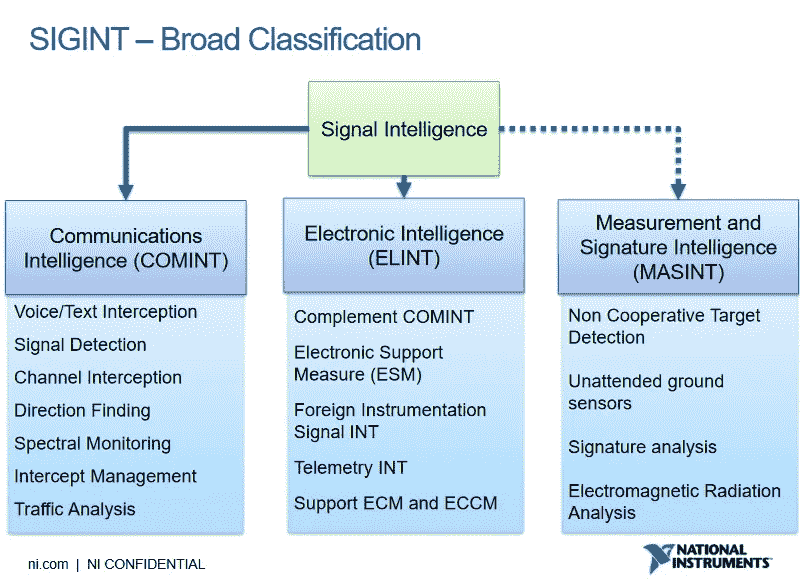 SIGINT – Broad Classification
Signal Intelligence
Communications
Intelligence (COMINT)
Voice/Text Interception
Signal Detection
Channel Interception
Direction Finding
Spectral Monitoring
Intercept Management
Traffic Analysis
Electronic Intelligence
(ELINT)
Complement COMINT
Electronic Support
Measure (ESM)
Foreign Instrumentation
Signal INT
Telemetry INT
Support ECM and ECCM
Measurement and
Signature Intelligence
(MASINT)
Non Cooperative Target
Detection
Unattended ground
sensors
Signature analysis
Electromagnetic Radiation
Analysis
ni.com | NI CONFIDENTIAL
NATIONAL
INSTRUMENTS